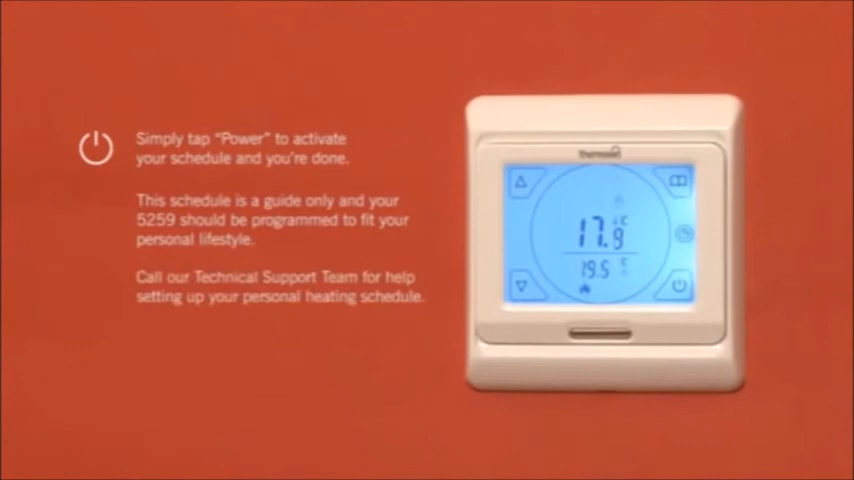 Simply tap “Power” to activate
your schedule and you’re done.
This schedule is a guide only and your
5259 should be programmed to fit your
personal lifestyle.
Call our Technical Support Team for help
setting up your personal heating schedule.
17.9 °C
19.5 °C